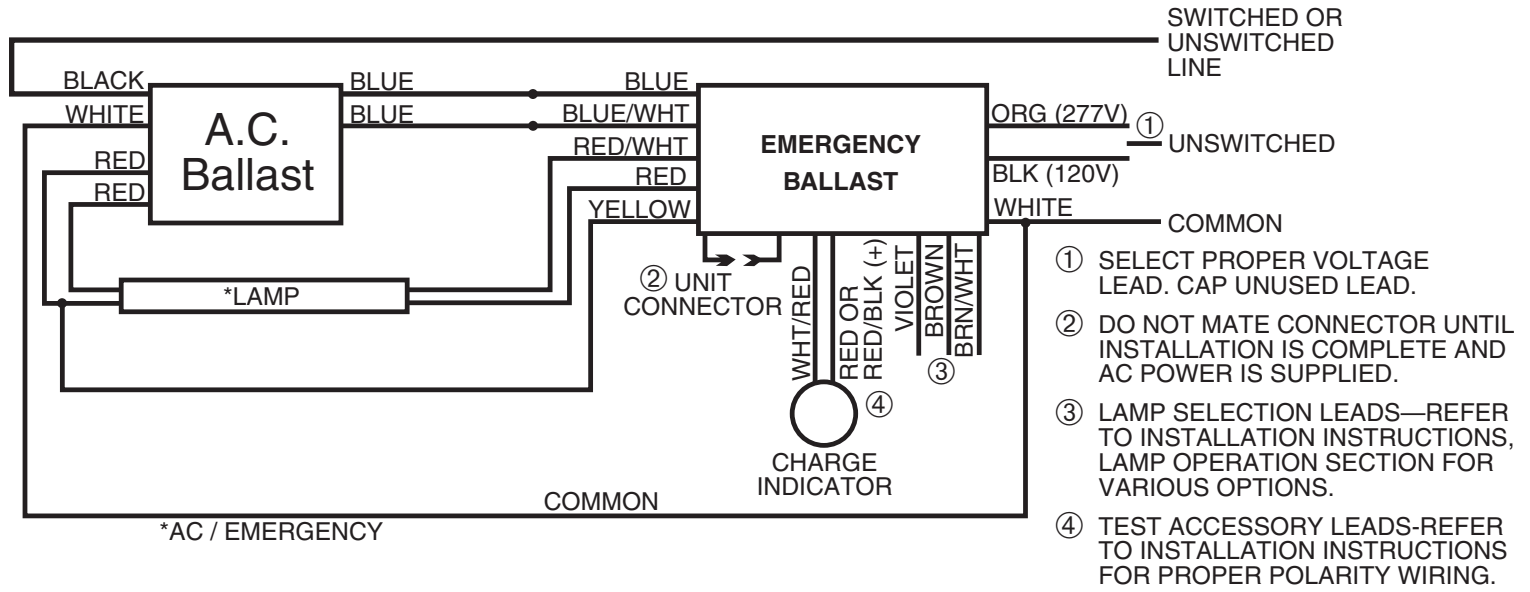 SWITCHED OR
UNSWITCHED
LINE
BLACK
BLUE
BLUE
WHITE
BLUE
BLUE/WHT
A.C.
Ballast
RED
RED
RED/WHT
RED
YELLOW
EMERGENCY
BALLAST
ORG (277V)
①
UNSWITCHED
BLK (120V)
WHITE
COMMON
*LAMP
② UNIT
CONNECTOR
WHT/RED
RED OR
RED/BLK (+)
VIOLET
BROWN
BRN/WHT
③
④
CHARGE
INDICATOR
COMMON
*AC / EMERGENCY
① SELECT PROPER VOLTAGE
LEAD. CAP UNUSED LEAD.
② DO NOT MATE CONNECTOR UNTIL
INSTALLATION IS COMPLETE AND
AC POWER IS SUPPLIED.
③ LAMP SELECTION LEADS—REFER
TO INSTALLATION INSTRUCTIONS,
LAMP OPERATION SECTION FOR
VARIOUS OPTIONS.
④ TEST ACCESSORY LEADS-REFER
TO INSTALLATION INSTRUCTIONS
FOR PROPER POLARITY WIRING.